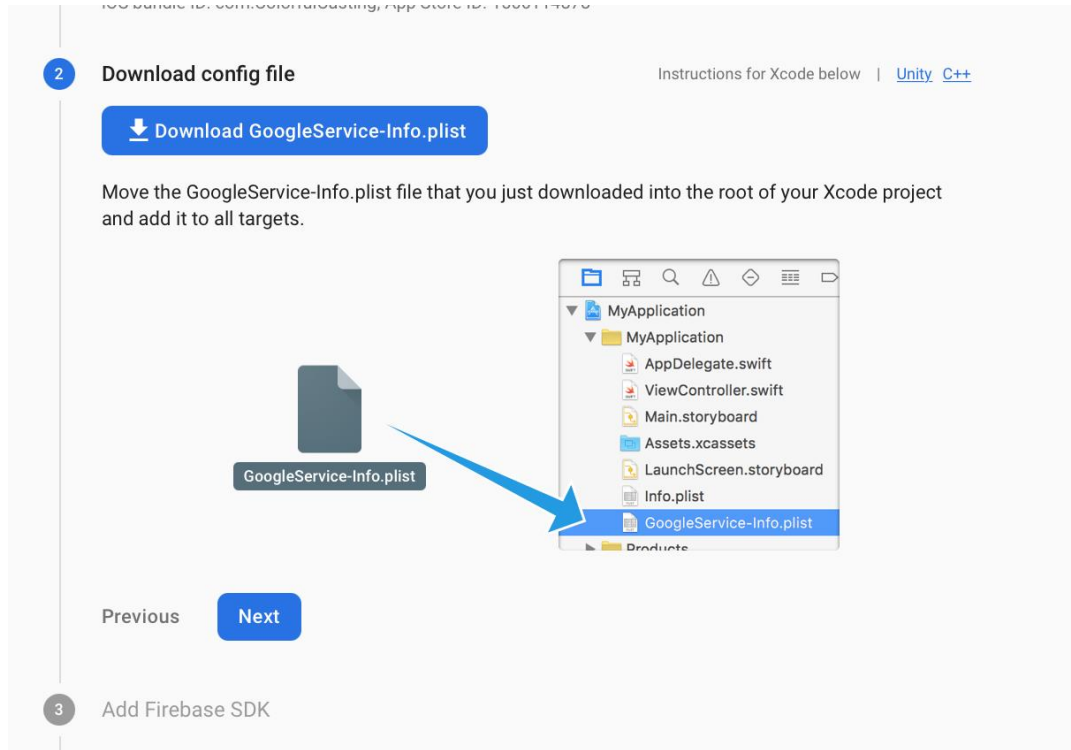 2 Download config file Instructions for Xcode below | Unity C++
Download GoogleService-Info.plist
Move the GoogleService-Info.plist file that you just downloaded into the root of your Xcode project
and add it to all targets.
MyApplication
MyApplication
AppDelegate.swift
ViewController.swift
Main.storyboard
Assets.xcassets
LaunchScreen.storyboard
Info.plist
GoogleService-Info.plist
Products
GoogleService-Info.plist
Previous Next
3 Add Firebase SDK